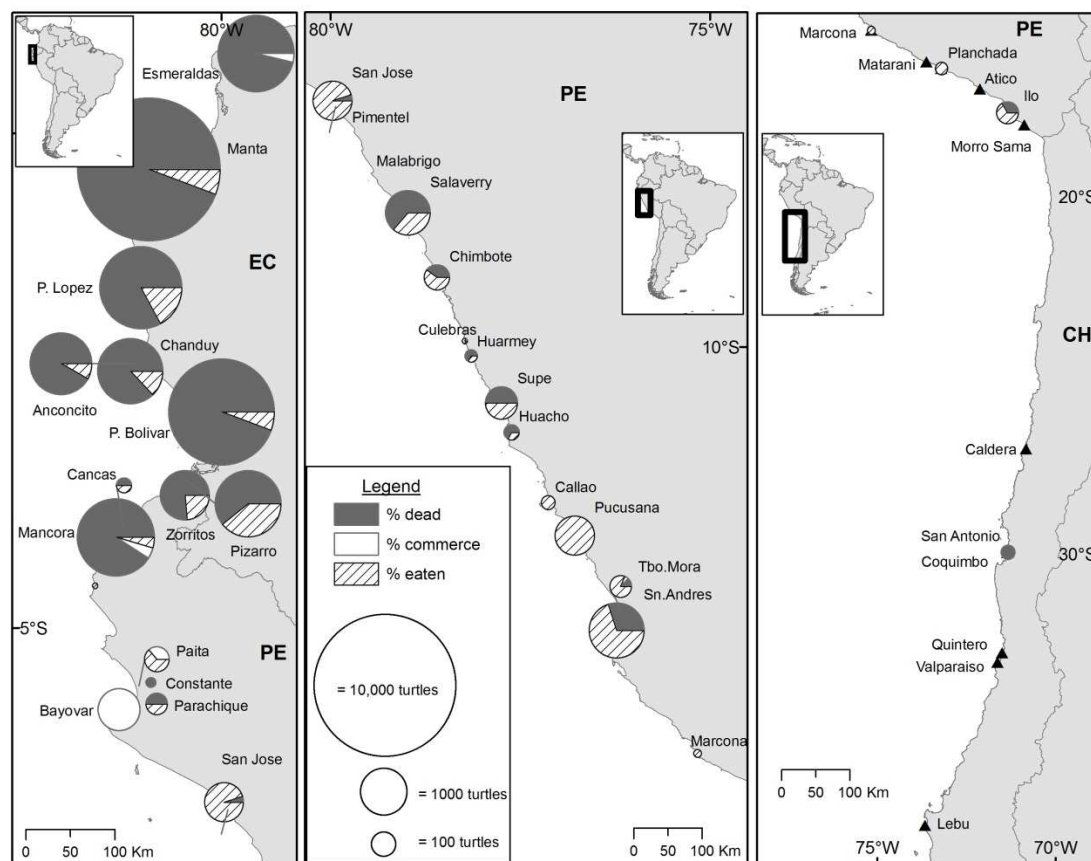 80°W
Esmeraldas
Manta
EC
P. Lopez
Chanduy
Anconcito
P. Bolivar
Cancas
Mancora
Zorritos
Pizarro
5°S
PE
Paita
Constante
Bayovar
Parachique
San Jose
0 50 100 Km
80°W
75°W
San Jose
PE
Pimentel
Malabrigo
Salaverry
Chimbote
Culebras
Huarmey
10°S
Supe
Huacho
Callao
Pucusana
Tbo.Mora
Sn.Andres
Marcona
Legend
% dead
% commerce
% eaten
= 10,000 turtles
= 1000 turtles
= 100 turtles
0 50 100 Km
Marcona
PE
Planchada
Matarani
Atico
Ilo
Morro Sama
20°S
CH
Caldera
San Antonio
Coquimbo
30°S
Quintero
Valparaiso
0 50 100 Km
Lebu
75°W
70°W